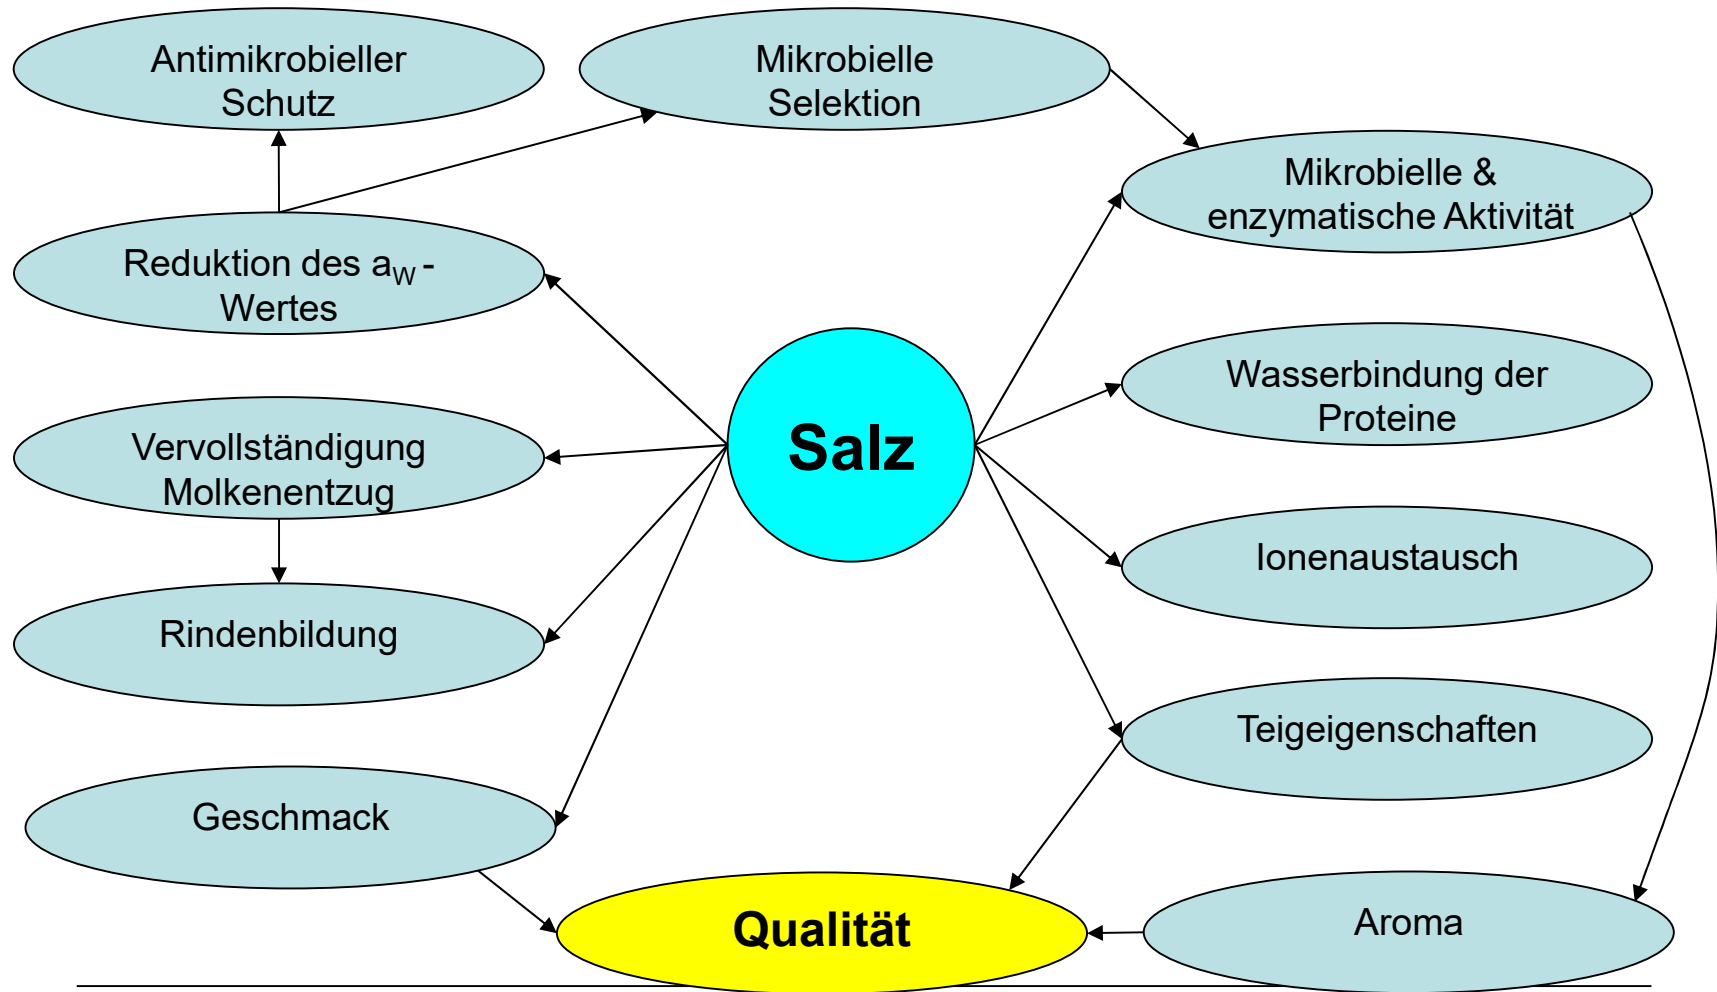 Antimikrobieller
Schutz
Mikrobielle
Selektion
Mikrobielle &
enzymatische Aktivität
Reduktion des aW -
Wertes
Wasserbindung der
Proteine
Salz
Vervollständigung
Molkenentzug
Ionenaustausch
Rindenbildung
Teigeigenschaften
Geschmack
Qualität
Aroma